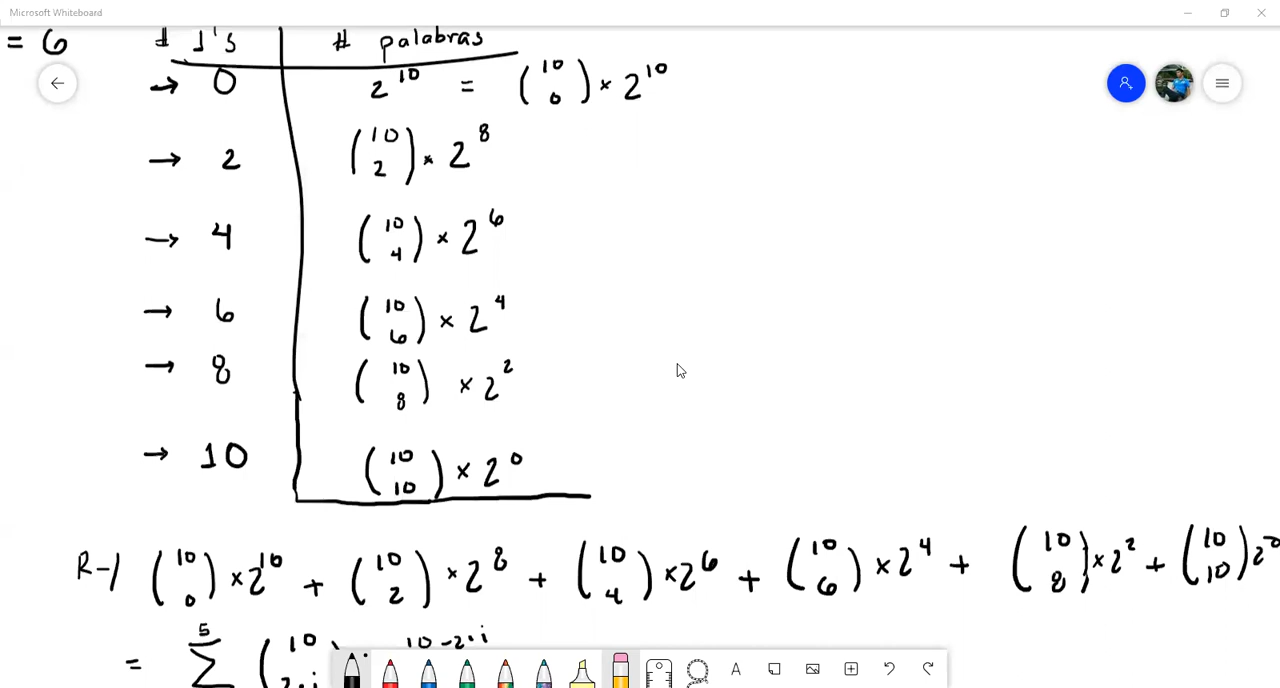 Microsoft Whiteboard
= 6 # 1's # palabras
→ 0 2^10 = (10 0) × 2^10
→ 2 (10 2) × 2^8
→ 4 (10 4) × 2^6
→ 6 (10 6) × 2^4
→ 8 (10 8) × 2^2
→ 10 (10 10) × 2^0
R-| (10 0) × 2^10 + (10 2) × 2^8 + (10 4) × 2^6 + (10 6) × 2^4 + (10 8) × 2^2 + (10 10) 2^0
= 5 ∑ (10 2·i) 10-2·i
A